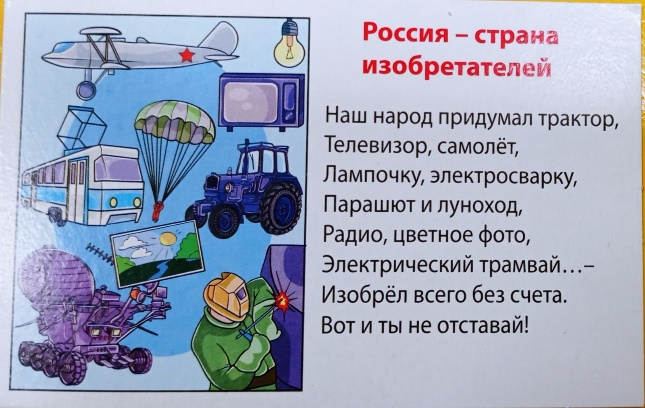 Россия – страна
изобретателей
Наш народ придумал трактор,
Телевизор, самолёт,
Лампочку, электросварку,
Парашют и луноход,
Радио, цветное фото,
Электрический трамвай…–
Изобрёл всего без счета.
Вот и ты не отставай!